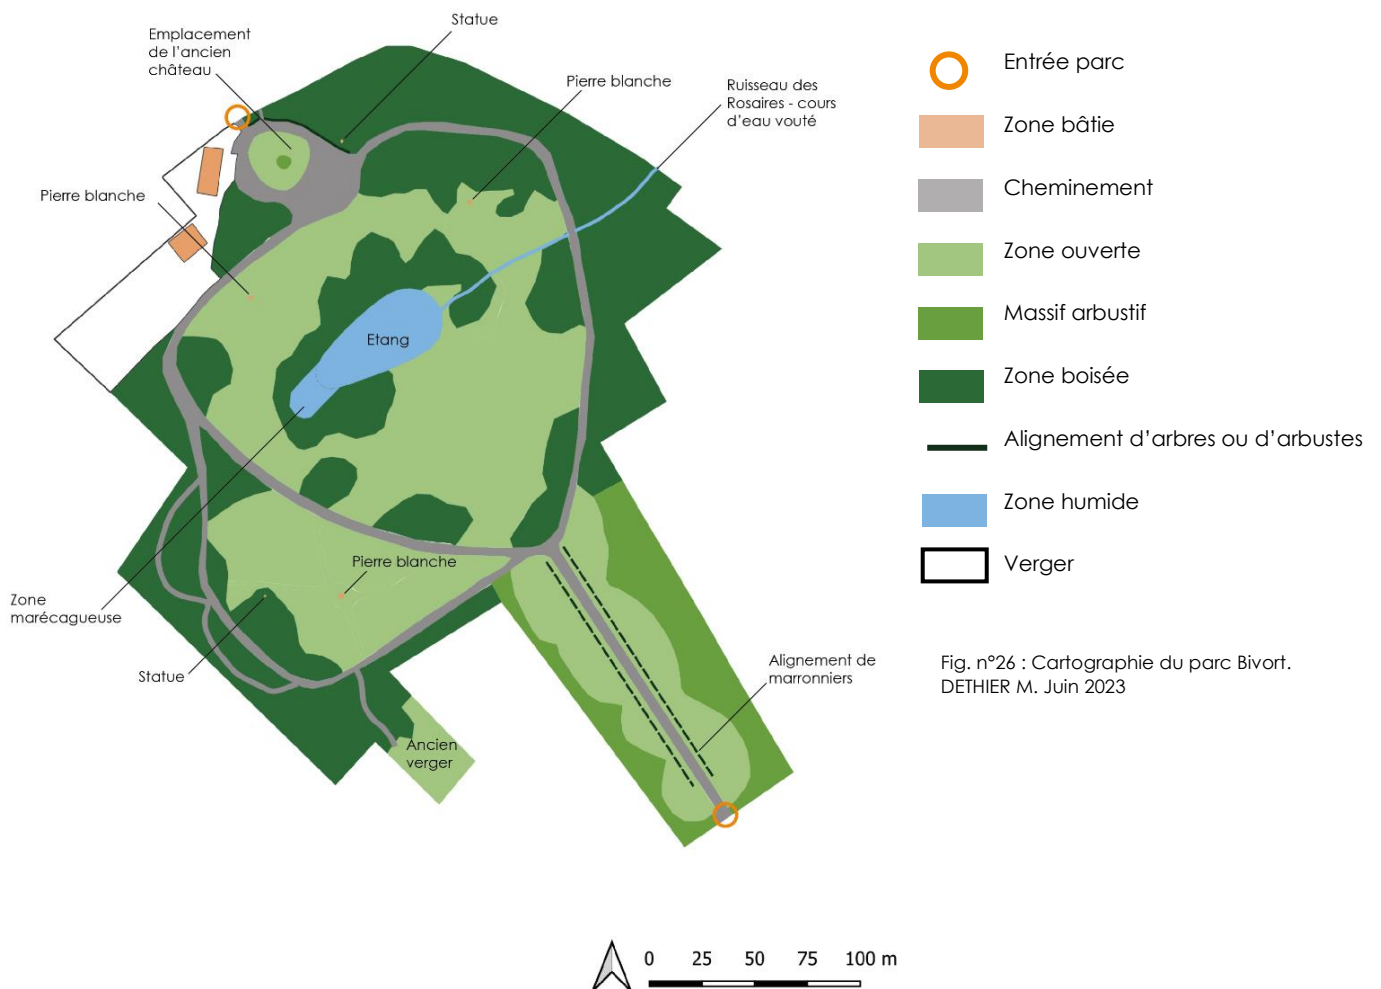 Statue
Emplacement
de l’ancien
château
Pierre blanche
Ruisseau des
Rosaires - cours
d’eau vouté
Pierre blanche
Etang
Pierre blanche
Zone
marécagueuse
Statue
Alignement de
marronniers
Ancien
verger
Entrée parc
Zone bâtie
Cheminement
Zone ouverte
Massif arbustif
Zone boisée
Alignement d’arbres ou d’arbustes
Zone humide
Verger
Fig. n°26 : Cartographie du parc Bivort.
DETHIER M. Juin 2023
0 25 50 75 100 m